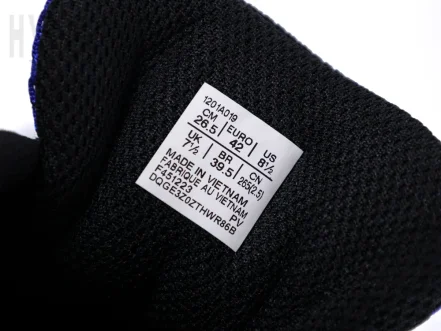 HY
1201A019
CM | EURO | US
26.5 | 42 | 8½
UK | BR | CN
7½ | 39.5 | 265(2.5)
MADE IN VIETNAM
FABRIQUE AU VIETNAM
F451223 PV
DQGE3Z0ZTHWR86B